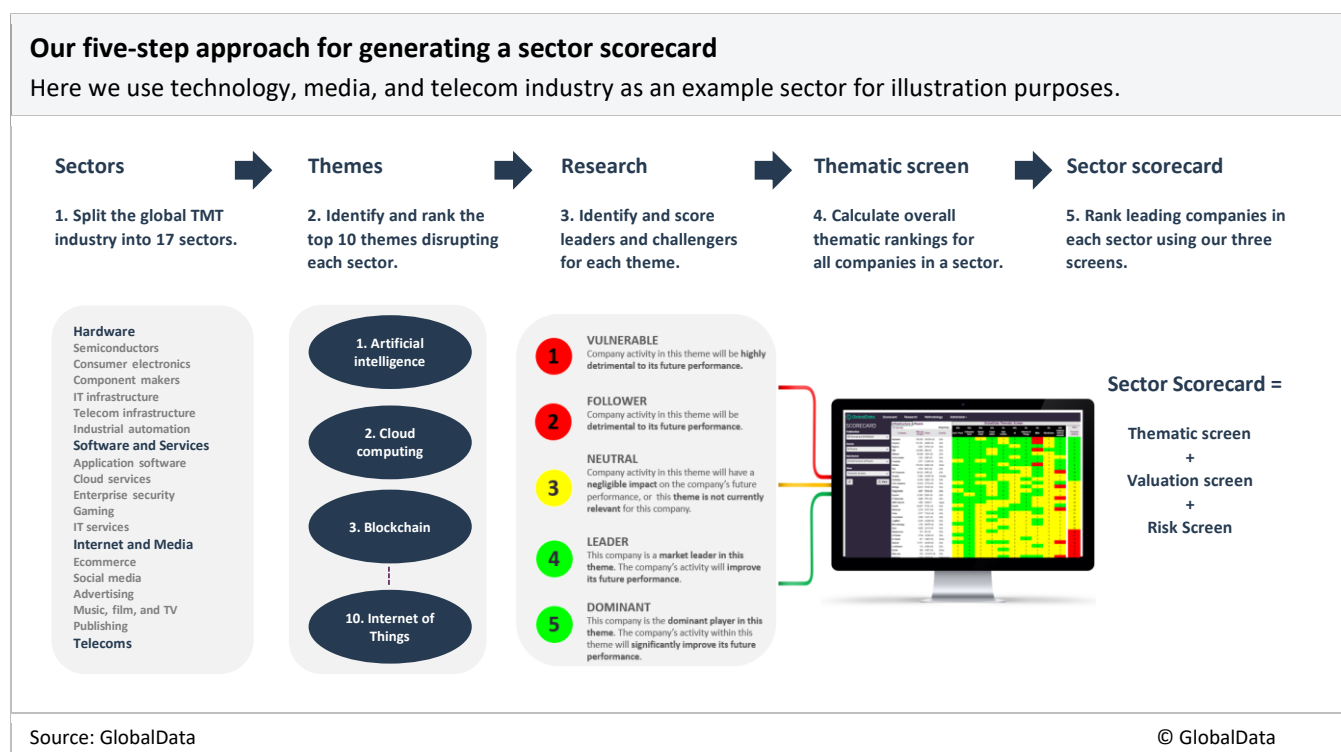 Our five-step approach for generating a sector scorecard
Here we use technology, media, and telecom industry as an example sector for illustration purposes.
Sectors
Themes
Research
Thematic screen
Sector scorecard
1. Split the global TMT
industry into 17 sectors.
2. Identify and rank the
top 10 themes disrupting
each sector.
3. Identify and score
leaders and challengers
for each theme.
4. Calculate overall
thematic rankings for
all companies in a sector.
5. Rank leading companies in
each sector using our three
screens.
Hardware
Semiconductors
Consumer electronics
Component makers
IT infrastructure
Telecom infrastructure
Industrial automation
Software and Services
Application software
Cloud services
Enterprise security
Gaming
IT services
Internet and Media
Ecommerce
Social media
Advertising
Music, film, and TV
Publishing
Telecoms
1. Artificial
intelligence
2. Cloud
computing
3. Blockchain
10. Internet of
Things
1
VULNERABLE
Company activity in this theme will be highly
detrimental to its future performance.
2
FOLLOWER
Company activity in this theme will be
detrimental to its future performance.
3
NEUTRAL
Company activity in this theme will have a
negligible impact on the company's future
performance, or this theme is not currently
relevant for this company.
4
LEADER
This company is a market leader in this
theme. The company's activity will improve
its future performance.
5
DOMINANT
This company is the dominant player in this
theme. The company's activity within this
theme will significantly improve its future
performance.
GlobalData
Scorecard Research Methodology
SCORECARD
Sector Scorecard =
Thematic screen
+
Valuation screen
+
Risk Screen
Source: GlobalData
© GlobalData